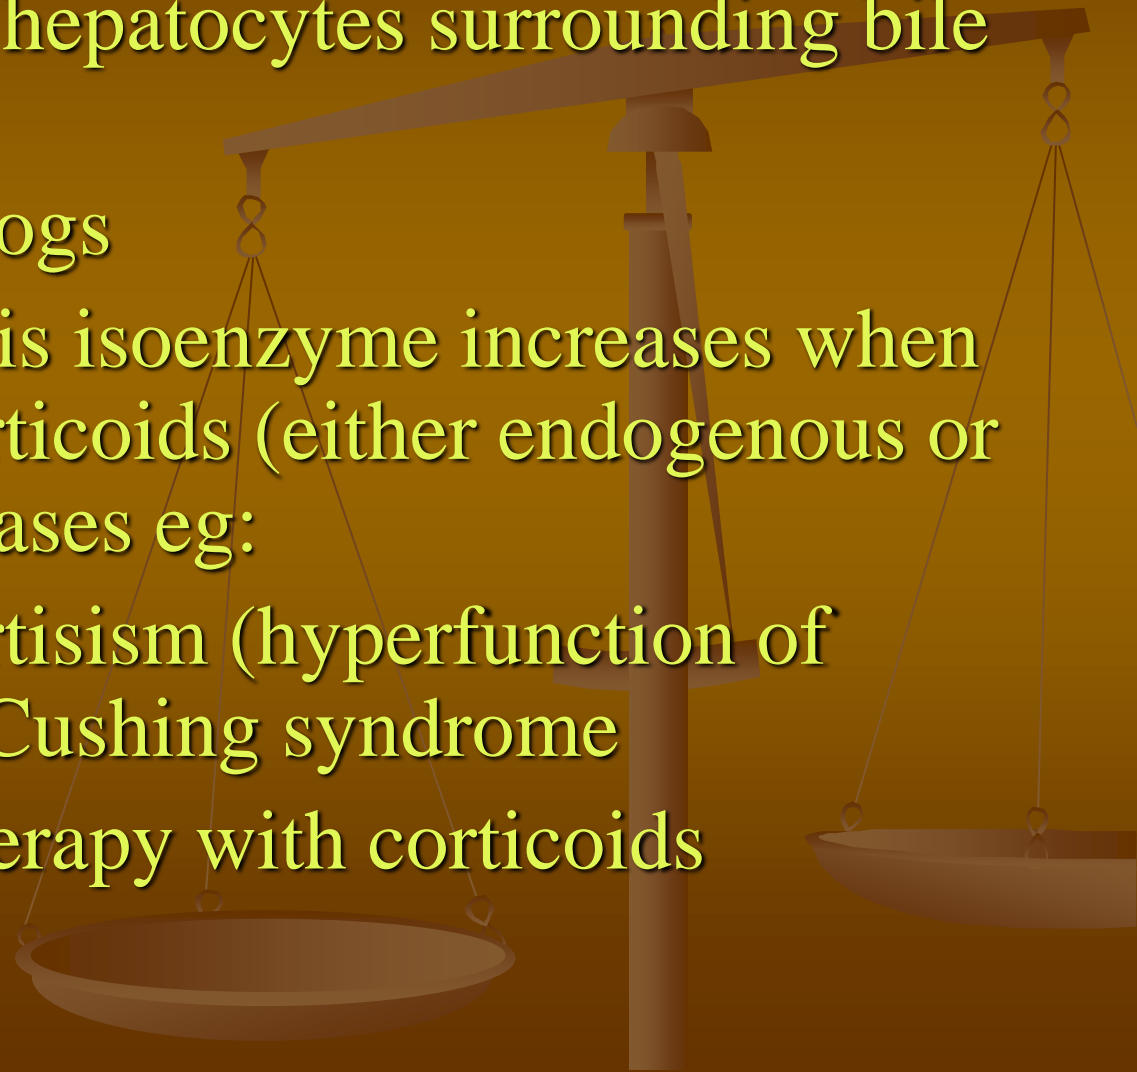 hepatocytes surrounding bile
ogs
is isoenzyme increases when
rticoids (either endogenous or
ases eg:
rtisism (hyperfunction of
Cushing syndrome
erapy with corticoids